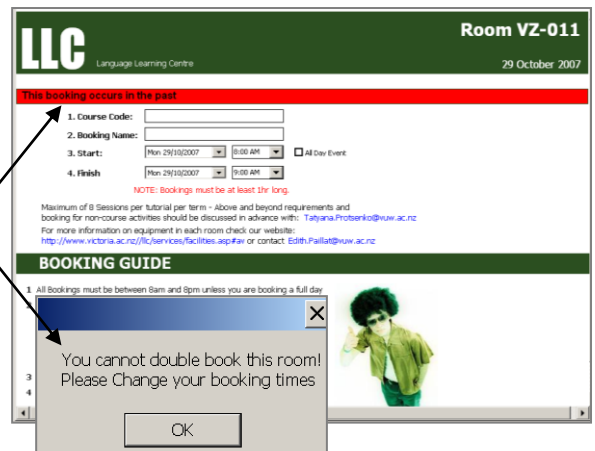 LLC
Language Learning Centre
Room VZ-011
29 October 2007
This booking occurs in the past
1. Course Code:
2. Booking Name:
3. Start: Mon 29/10/2007 8:00 AM All Day Event
4. Finish Mon 29/10/2007 9:00 AM
NOTE: Bookings must be at least 1hr long.
Maximum of 8 Sessions per tutorial per term - Above and beyond requirements and
booking for non-course activities should be discussed in advance with: Tatyana.Protsenko@vuw.ac.nz
For more information on equipment in each room check our website:
http://www.victoria.ac.nz//llc/services/facilities.asp#av or contact Edith.Paillat@vuw.ac.nz
BOOKING GUIDE
1 All Bookings must be between 8am and 8pm unless you are booking a full day
You cannot double book this room!
Please Change your booking times
3
4
OK